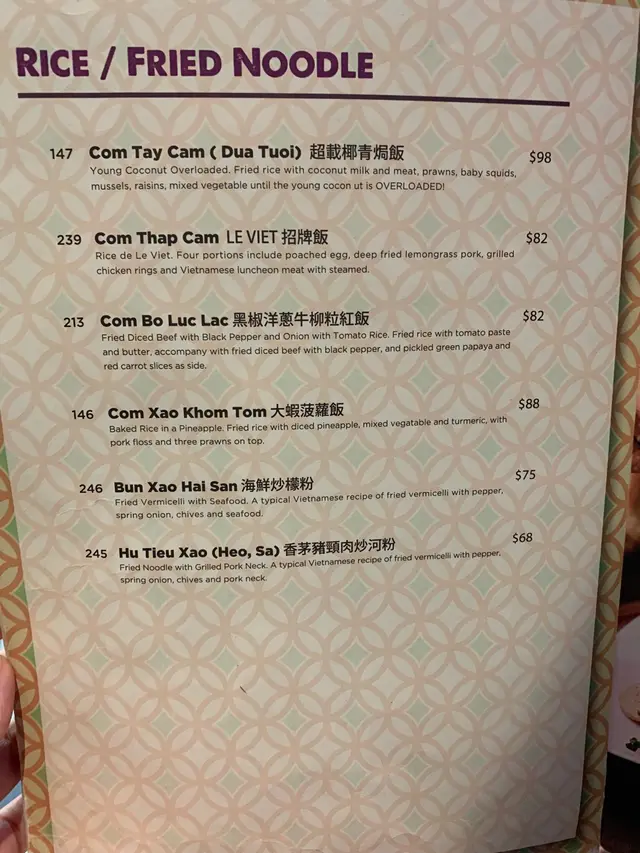 RICE / FRIED NOODLE
147 Com Tay Cam ( Dua Tuoi) 超載椰青焗飯 $98
Young Coconut Overloaded. Fried rice with coconut milk and meat, prawns, baby squids,
mussels, raisins, mixed vegetable until the young cocon ut is OVERLOADED!
239 Com Thap Cam LE VIET 招牌飯 $82
Rice de Le Viet. Four portions include poached egg, deep fried lemongrass pork, grilled
chicken rings and Vietnamese luncheon meat with steamed.
213 Com Bo Luc Lac 黑椒洋蔥牛柳粒紅飯 $82
Fried Diced Beef with Black Pepper and Onion with Tomato Rice. Fried rice with tomato paste
and butter, accompany with fried diced beef with black pepper, and pickled green papaya and
red carrot slices as side.
146 Com Xao Khom Tom 大蝦菠蘿飯 $88
Baked Rice in a Pineapple. Fried rice with diced pineapple, mixed vegatable and turmeric, with
pork floss and three prawns on top.
246 Bun Xao Hai San 海鮮炒檬粉 $75
Fried Vermicelli with Seafood. A typical Vietnamese recipe of fried vermicelli with pepper,
spring onion, chives and seafood.
245 Hu Tieu Xao (Heo, Sa) 香茅豬頸肉炒河粉 $68
Fried Noodle with Grilled Pork Neck. A typical Vietnamese recipe of fried vermicelli with pepper,
spring onion, chives and pork neck.